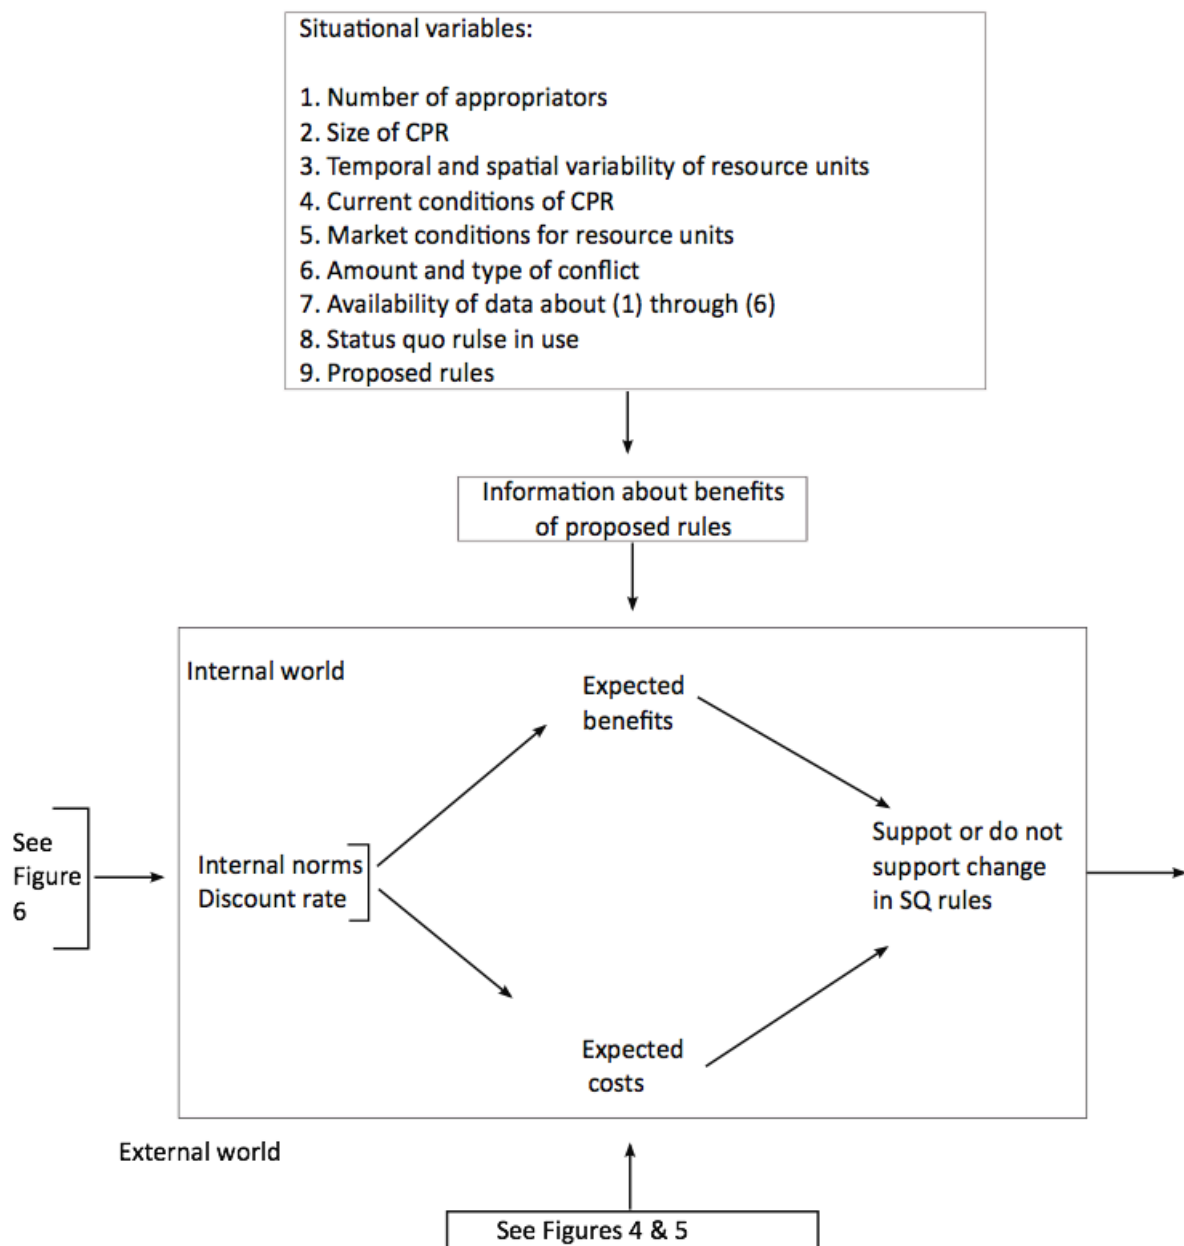 Situational variables:
1. Number of appropriators
2. Size of CPR
3. Temporal and spatial variability of resource units
4. Current conditions of CPR
5. Market conditions for resource units
6. Amount and type of conflict
7. Availability of data about (1) through (6)
8. Status quo rulse in use
9. Proposed rules
Information about benefits
of proposed rules
Internal world
Expected
benefits
See
Figure
6
Internal norms
Discount rate
Suppot or do not
support change
in SQ rules
Expected
costs
External world
See Figures 4 & 5